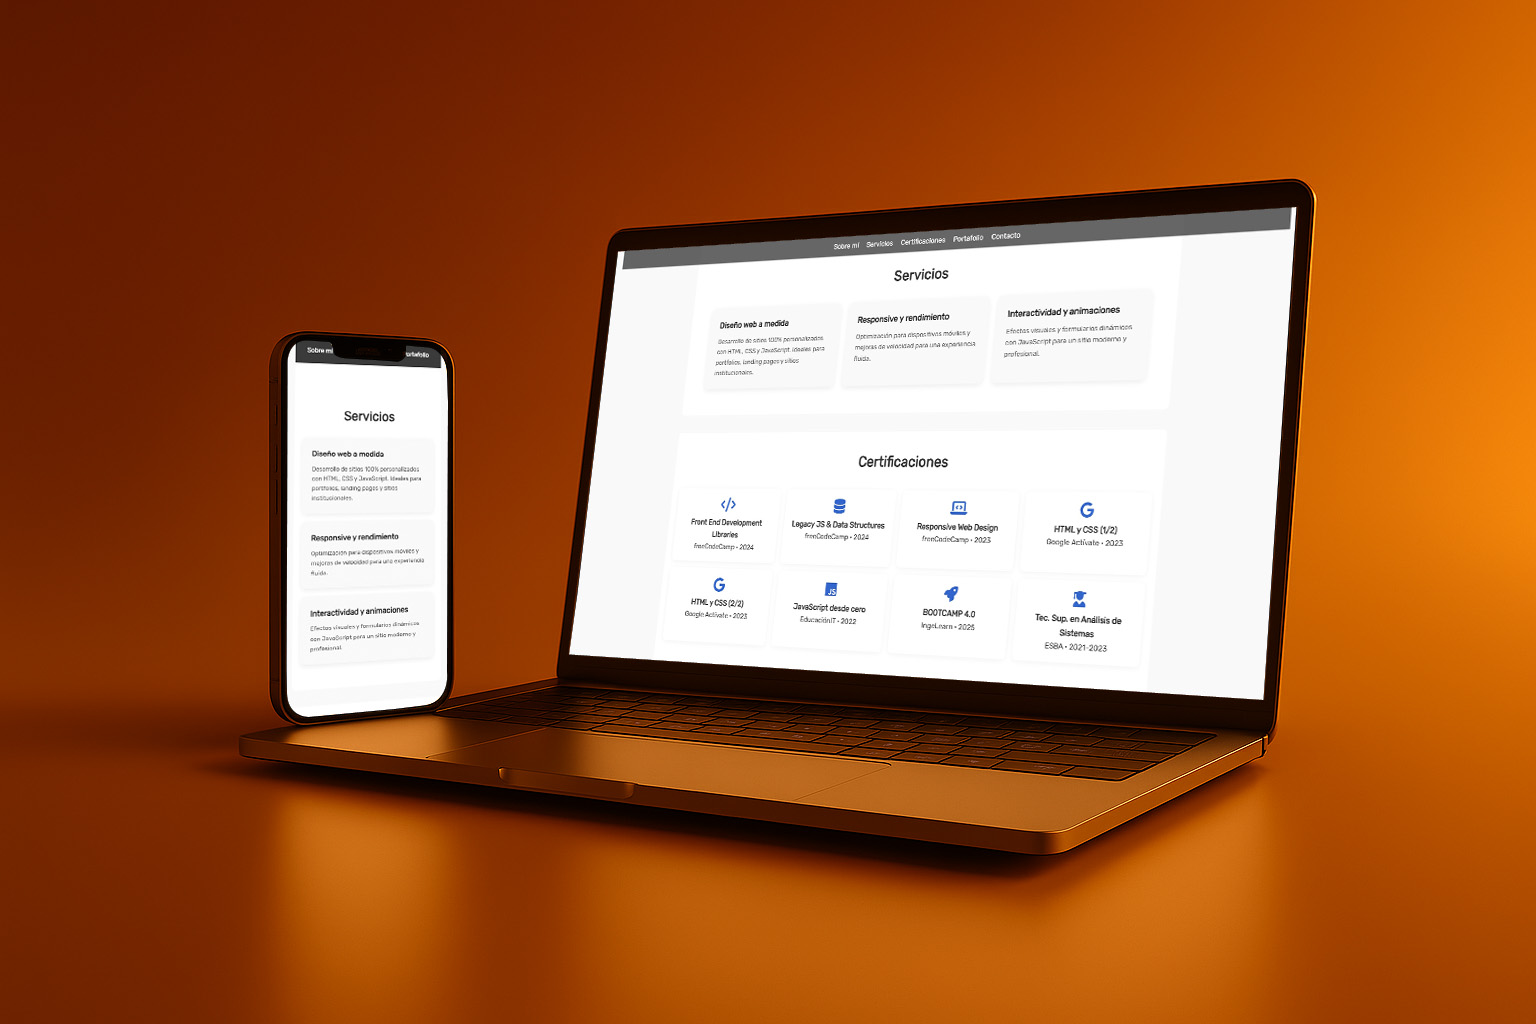 Sobre mí
Portafolio
Servicios
Diseño web a medida
Desarrollo de sitios 100% personalizados
con HTML, CSS y JavaScript. Ideales para
portfolios, landing pages y sitios
institucionales.
Responsive y rendimiento
Optimización para dispositivos móviles y
mejoras de velocidad para una experiencia
fluida.
Interactividad y animaciones
Efectos visuales y formularios dinámicos
con JavaScript para un sitio moderno y
profesional.
Sobre mí Servicios Certificaciones Portafolio Contacto
Servicios
Diseño web a medida
Desarrollo de sitios 100% personalizados
con HTML, CSS y JavaScript. Ideales para
portfolios, landing pages y sitios
institucionales.
Responsive y rendimiento
Optimización para dispositivos móviles y
mejoras de velocidad para una experiencia
fluida.
Interactividad y animaciones
Efectos visuales y formularios dinámicos
con JavaScript para un sitio moderno y
profesional.
Certificaciones
Front End Development
Libraries
freeCodeCamp • 2024
Legacy JS & Data Structures
freeCodeCamp • 2024
Responsive Web Design
freeCodeCamp • 2023
HTML y CSS (1/2)
Google Actívate • 2023
HTML y CSS (2/2)
Google Actívate • 2023
JS
JavaScript desde cero
EducaciónIT • 2022
BOOTCAMP 4.0
IngeLearn • 2025
Tec. Sup. en Análisis de
Sistemas
ESBA • 2021-2023